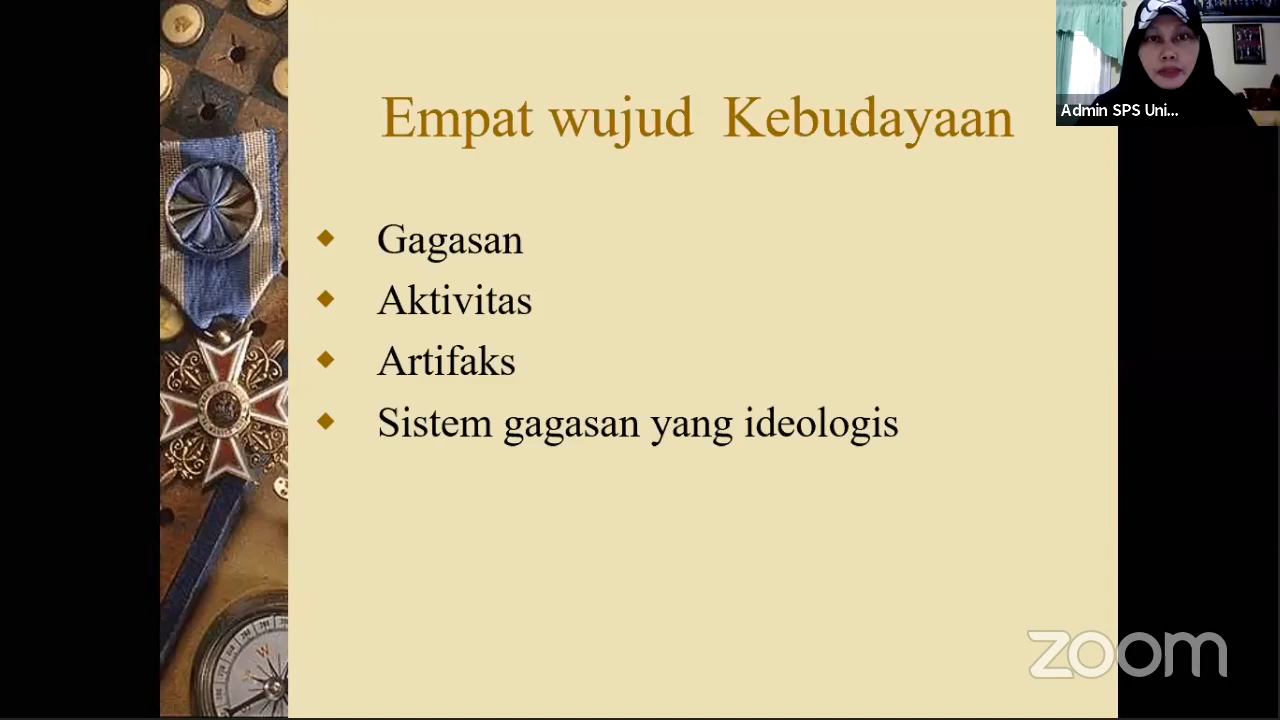 Empat wujud Kebudayaan
Admin SPS Uni...
Gagasan
Aktivitas
Artifaks
Sistem gagasan yang ideologis
zoom